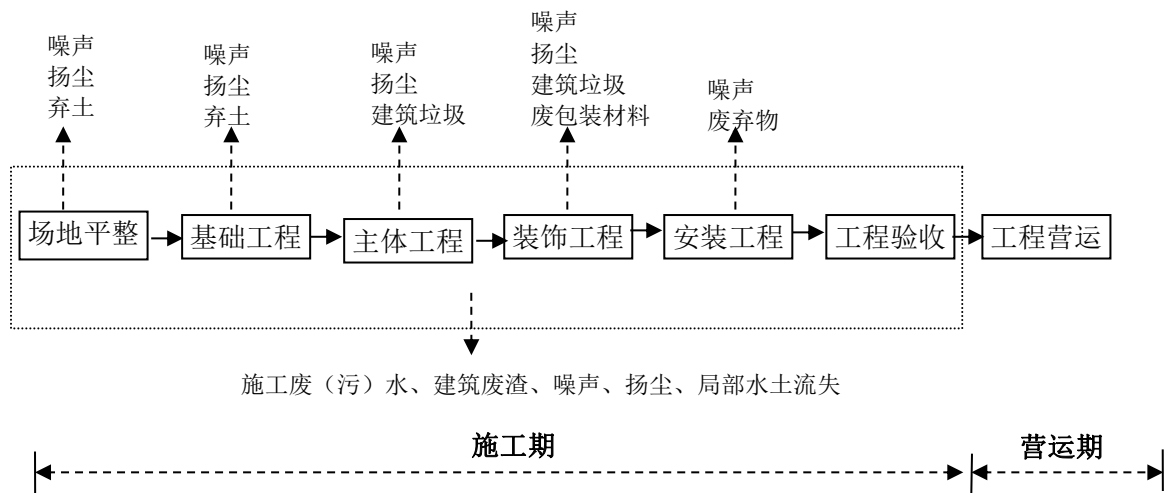 噪声
扬尘
弃土
噪声
扬尘
弃土
噪声
扬尘
建筑垃圾
噪声
扬尘
建筑垃圾
废包装材料
噪声
废弃物
场地平整
基础工程
主体工程
装饰工程
安装工程
工程验收
工程营运
施工废（污）水、建筑废渣、噪声、扬尘、局部水土流失
施工期
营运期